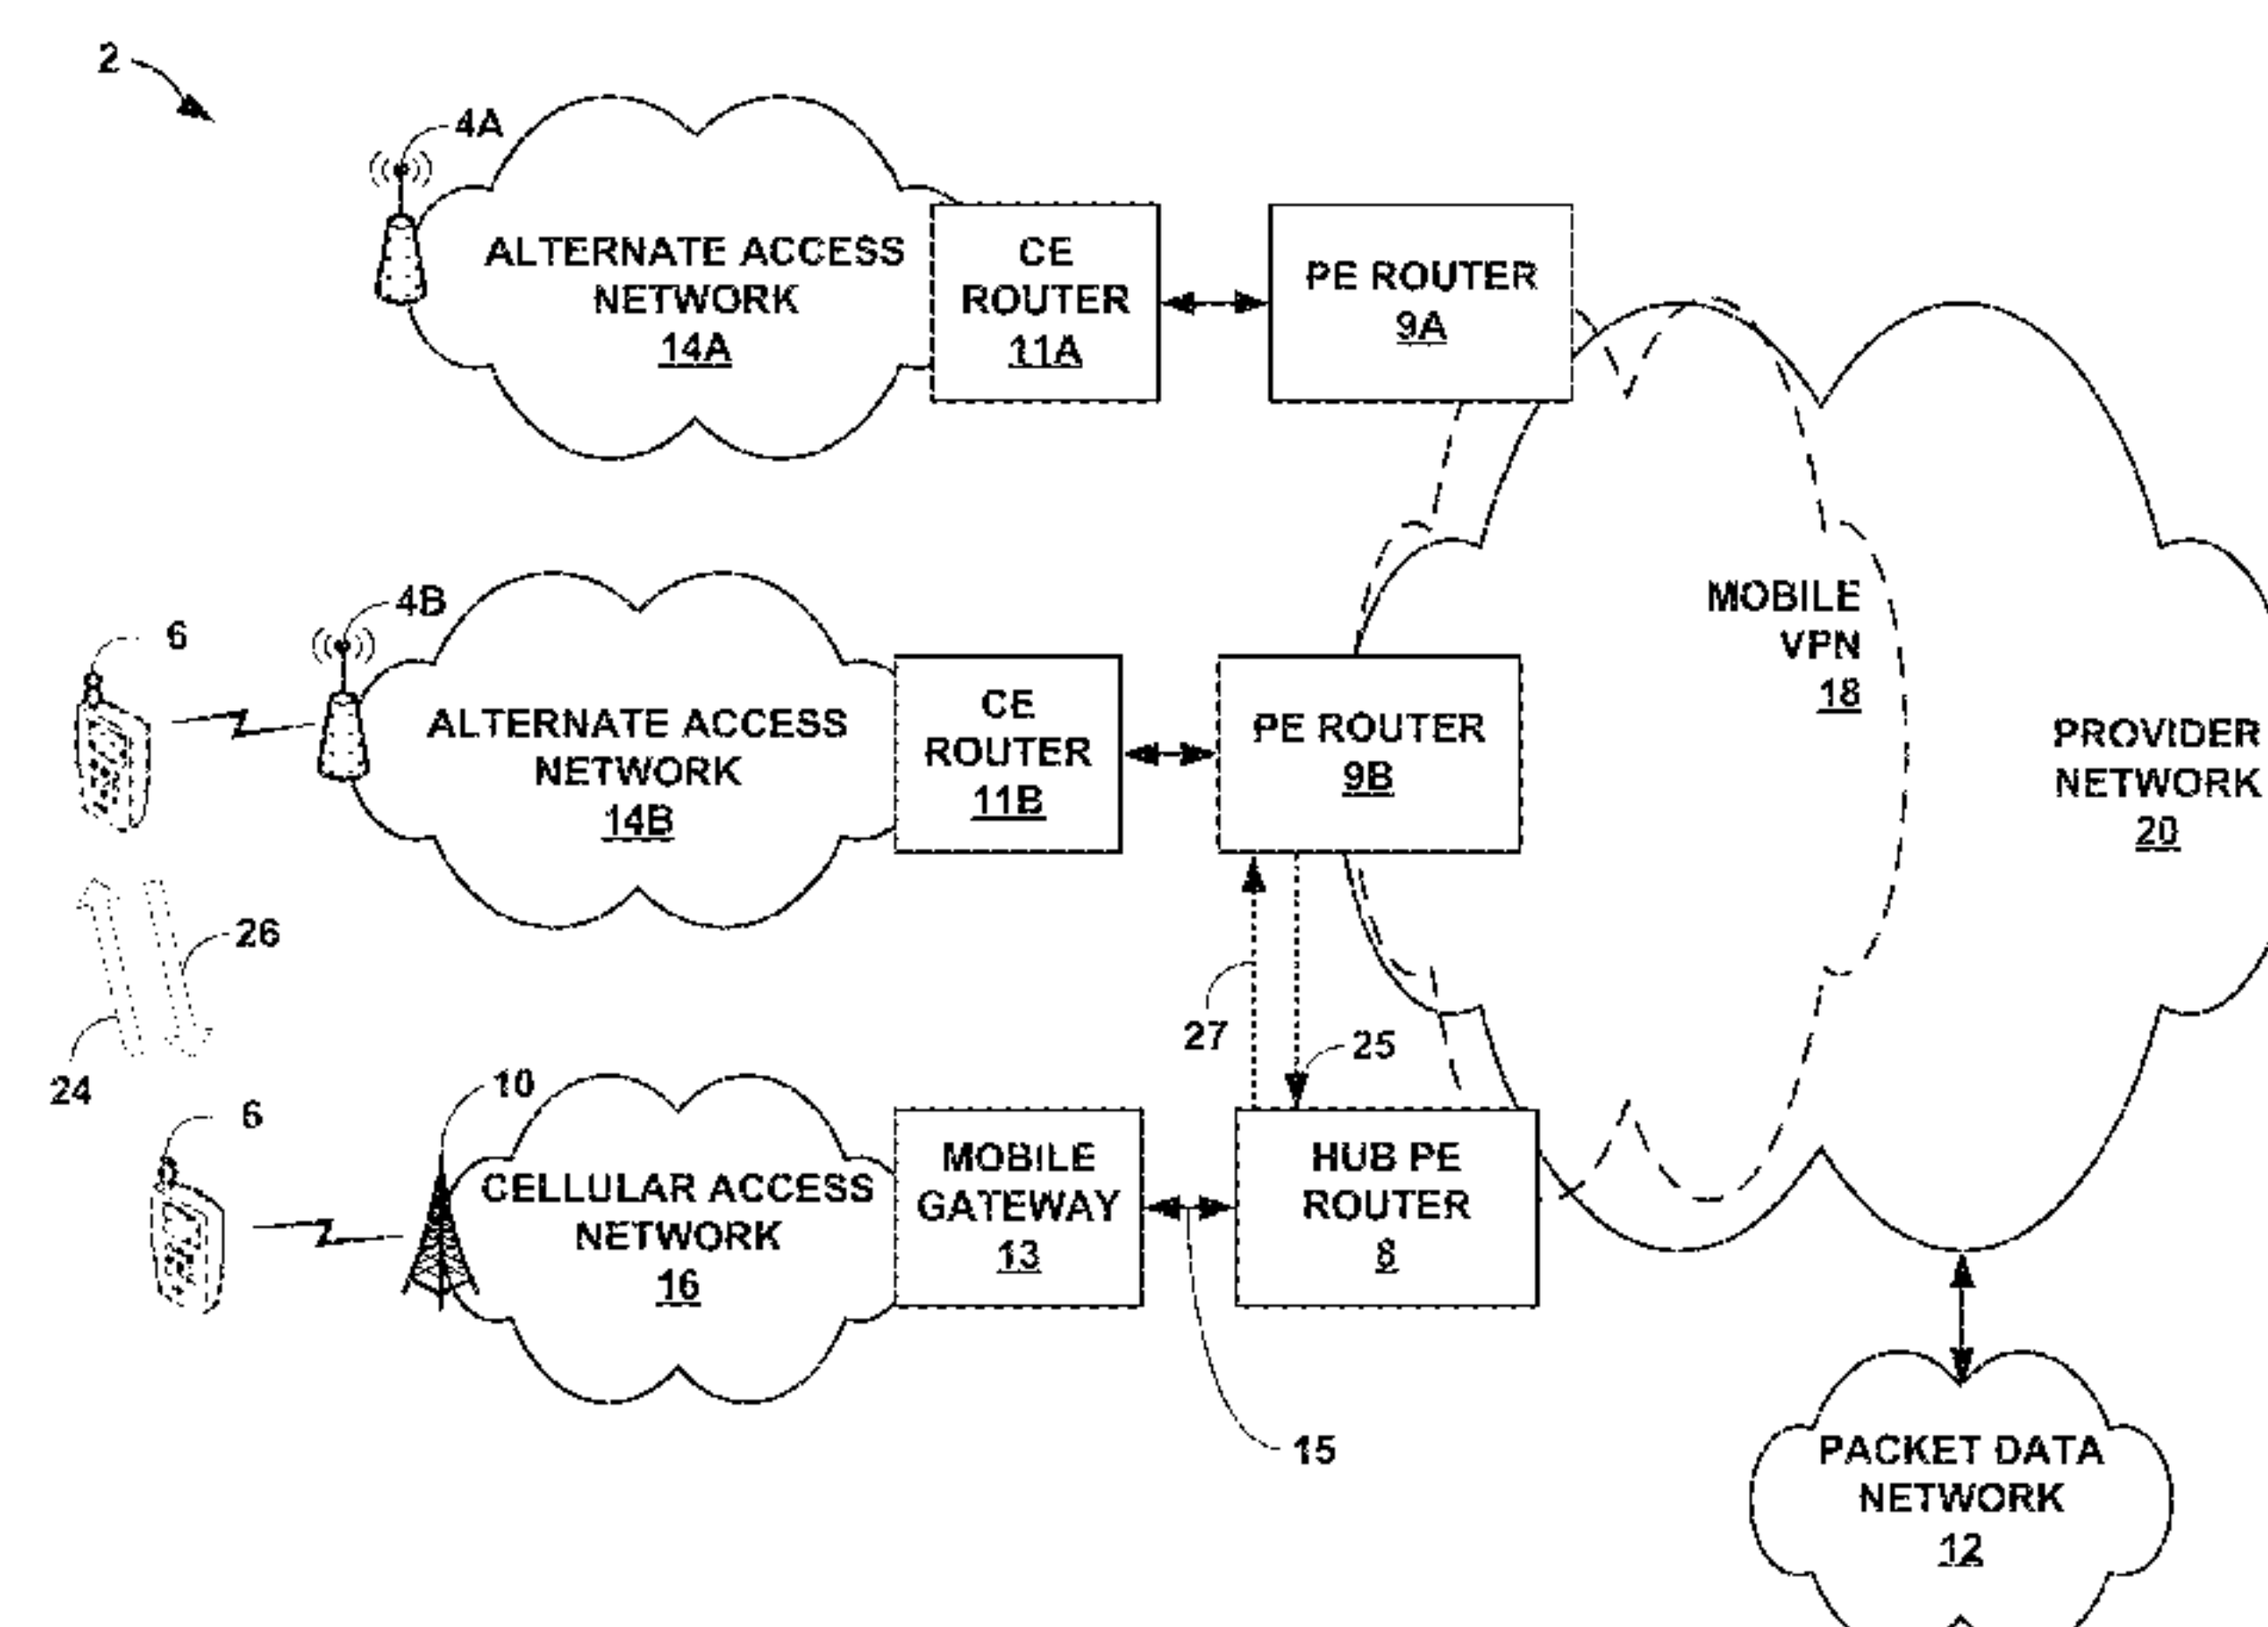 2
4A
ALTERNATE ACCESS
NETWORK
14A
CE
ROUTER
11A
PE ROUTER
9A
MOBILE
VPN
18
PROVIDER
NETWORK
20
6
4B
ALTERNATE ACCESS
NETWORK
14B
CE
ROUTER
11B
PE ROUTER
9B
26
24
27
25
6
10
CELLULAR ACCESS
NETWORK
16
MOBILE
GATEWAY
13
HUB PE
ROUTER
8
15
PACKET DATA
NETWORK
12